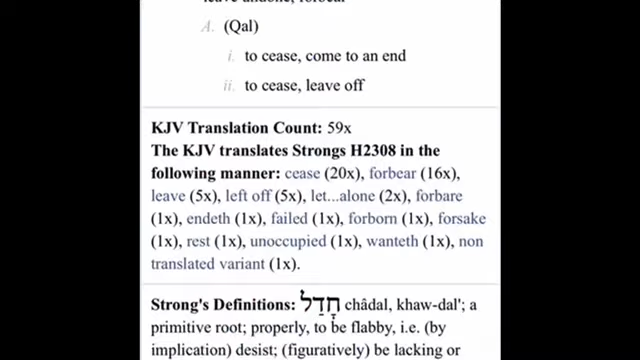 leave undone, forbear
A. (Qal)
i. to cease, come to an end
ii. to cease, leave off
KJV Translation Count: 59x
The KJV translates Strongs H2308 in the
following manner: cease (20x), forbear (16x),
leave (5x), left off (5x), let...alone (2x), forbare
(1x), endeth (1x), failed (1x), forborn (1x), forsake
(1x), rest (1x), unoccupied (1x), wanteth (1x), non
translated variant (1x).
Strong's Definitions: חָדַל châdal, khaw-dal'; a
primitive root; properly, to be flabby, i.e. (by
implication) desist; (figuratively) be lacking or